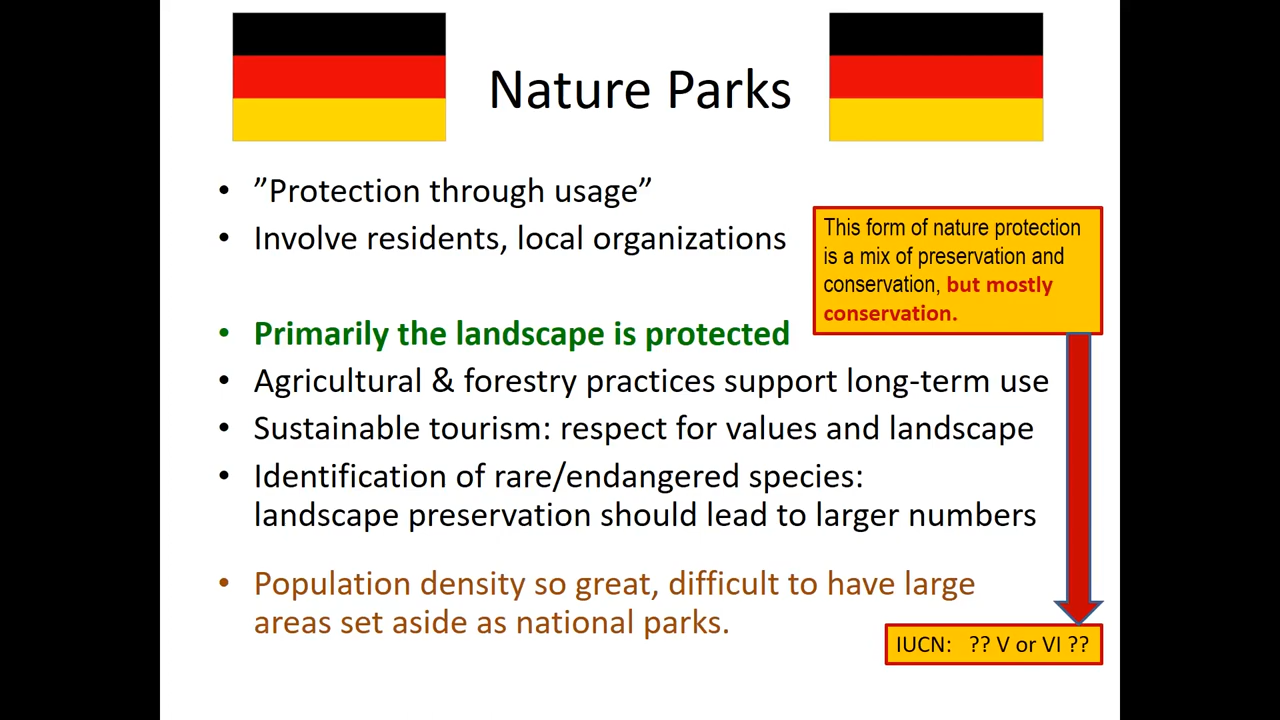 Nature Parks
• ”Protection through usage”
• Involve residents, local organizations
This form of nature protection
is a mix of preservation and
conservation, but mostly
conservation.
• Primarily the landscape is protected
• Agricultural & forestry practices support long-term use
• Sustainable tourism: respect for values and landscape
• Identification of rare/endangered species:
landscape preservation should lead to larger numbers
• Population density so great, difficult to have large
areas set aside as national parks.
IUCN: ?? V or VI ??